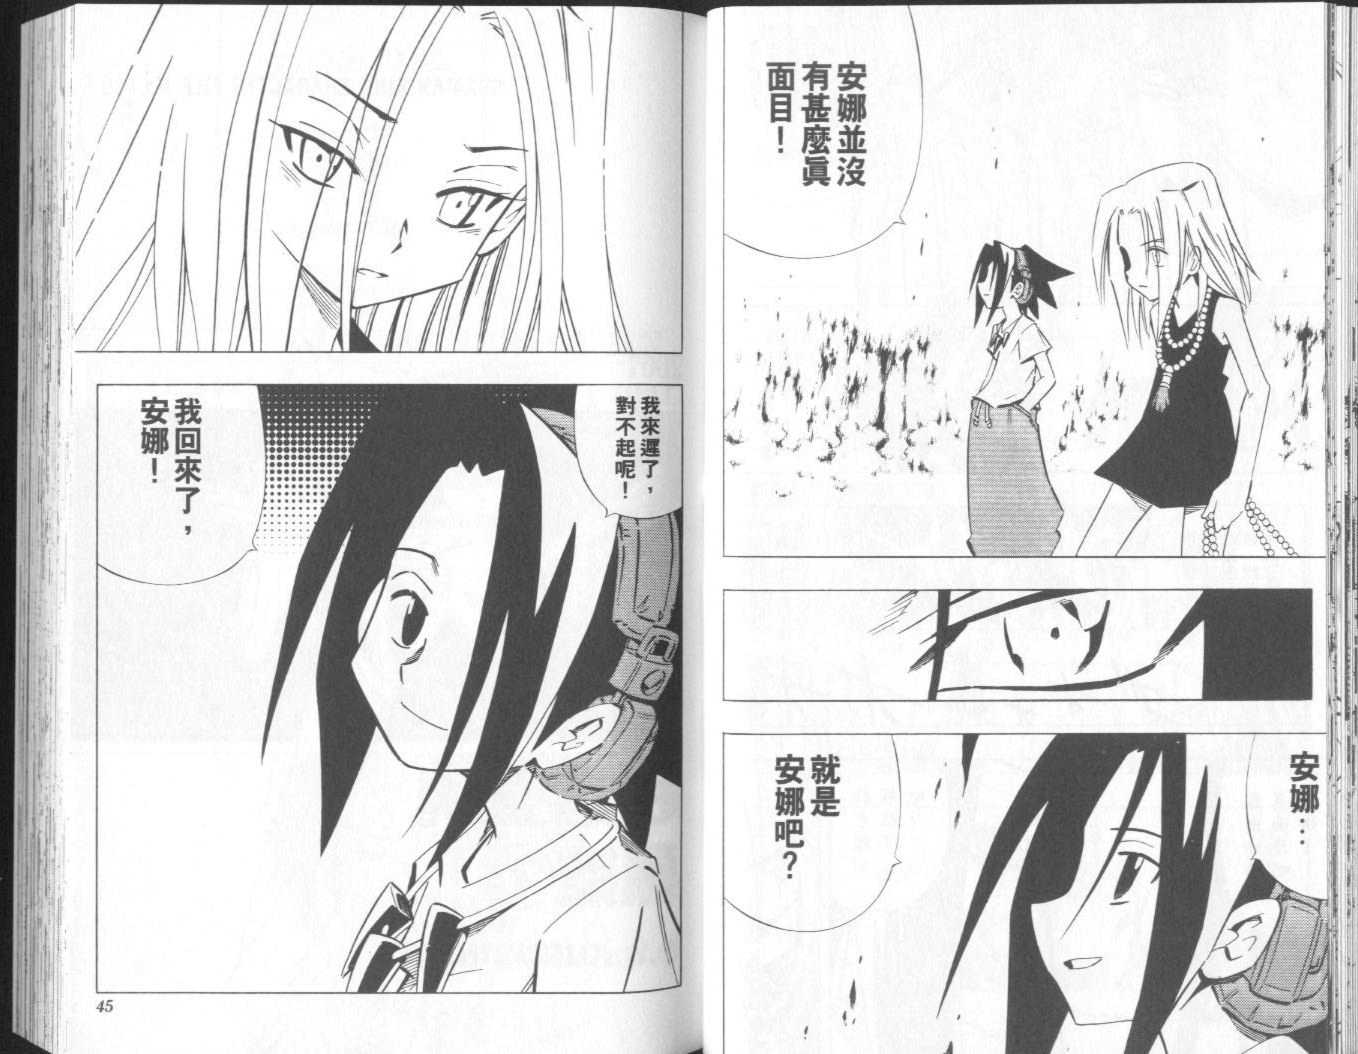 安娜並沒
有甚麼眞
面目！
安娜…
就是
安娜吧？
我來遲了，
對不起呢！
我回來了，
安娜！
45